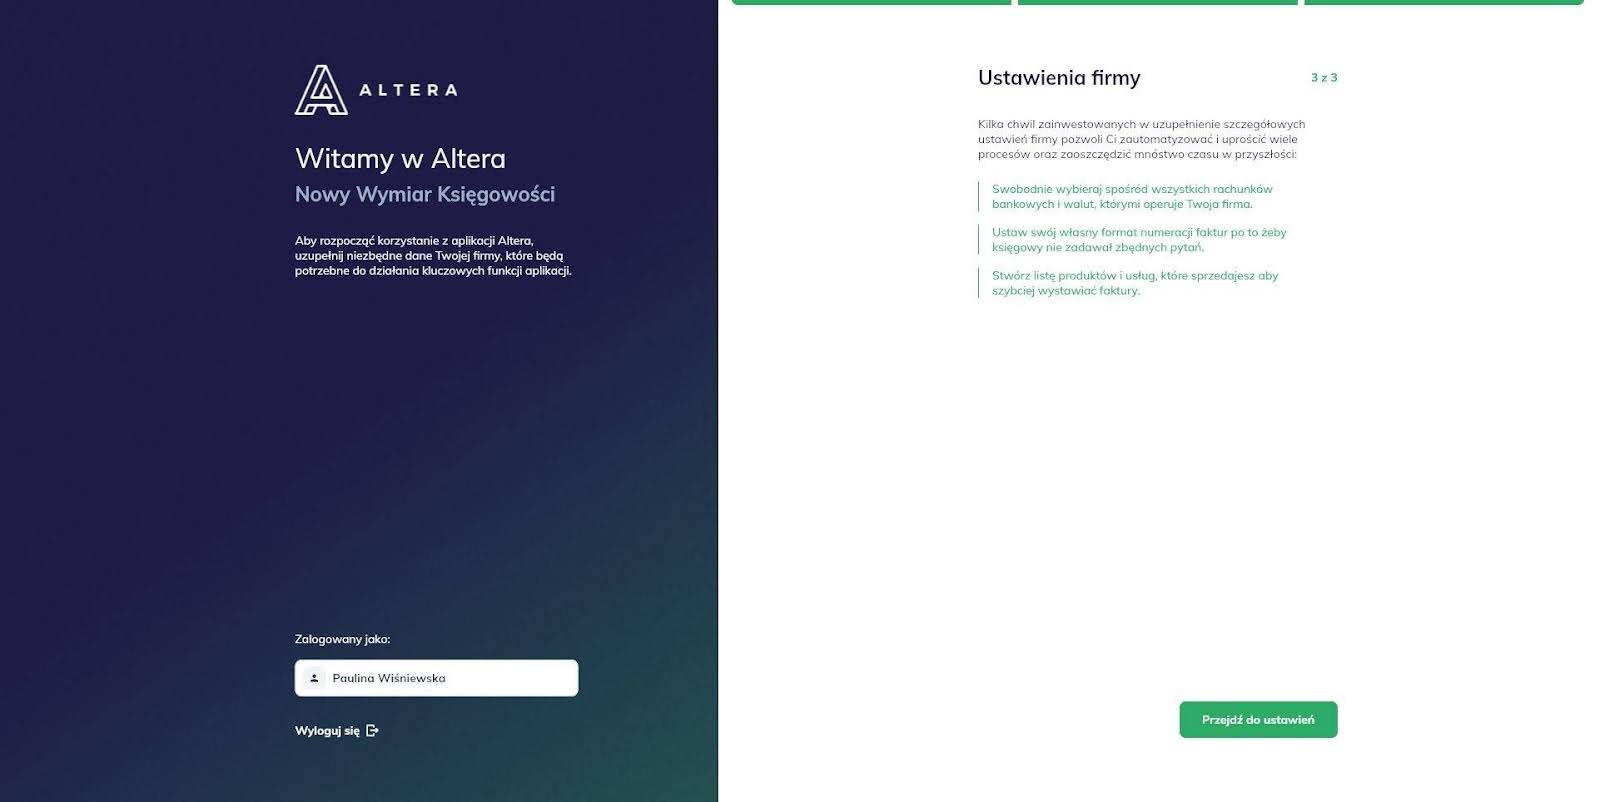 ALTERA
Witamy w Altera
Nowy Wymiar Księgowości
Aby rozpocząć korzystanie z aplikacji Altera,
uzupełnij niezbędne dane Twojej firmy, które będą
potrzebne do działania kluczowych funkcji aplikacji.
Zalogowany jako:
Paulina Wiśniewska
Wyloguj się
Ustawienia firmy
3 z 3
Kilka chwil zainwestowanych w uzupełnienie szczegółowych
ustawień firmy pozwoli Ci zautomatyzować i uprościć wiele
procesów oraz zaoszczędzić mnóstwo czasu w przyszłości:
Swobodnie wybieraj spośród wszystkich rachunków
bankowych i walut, którymi operuje Twoja firma.
Ustaw swój własny format numeracji faktur po to żeby
księgowy nie zadawał zbędnych pytań.
Stwórz listę produktów i usług, które sprzedajesz aby
szybciej wystawiać faktury.
Przejdź do ustawień